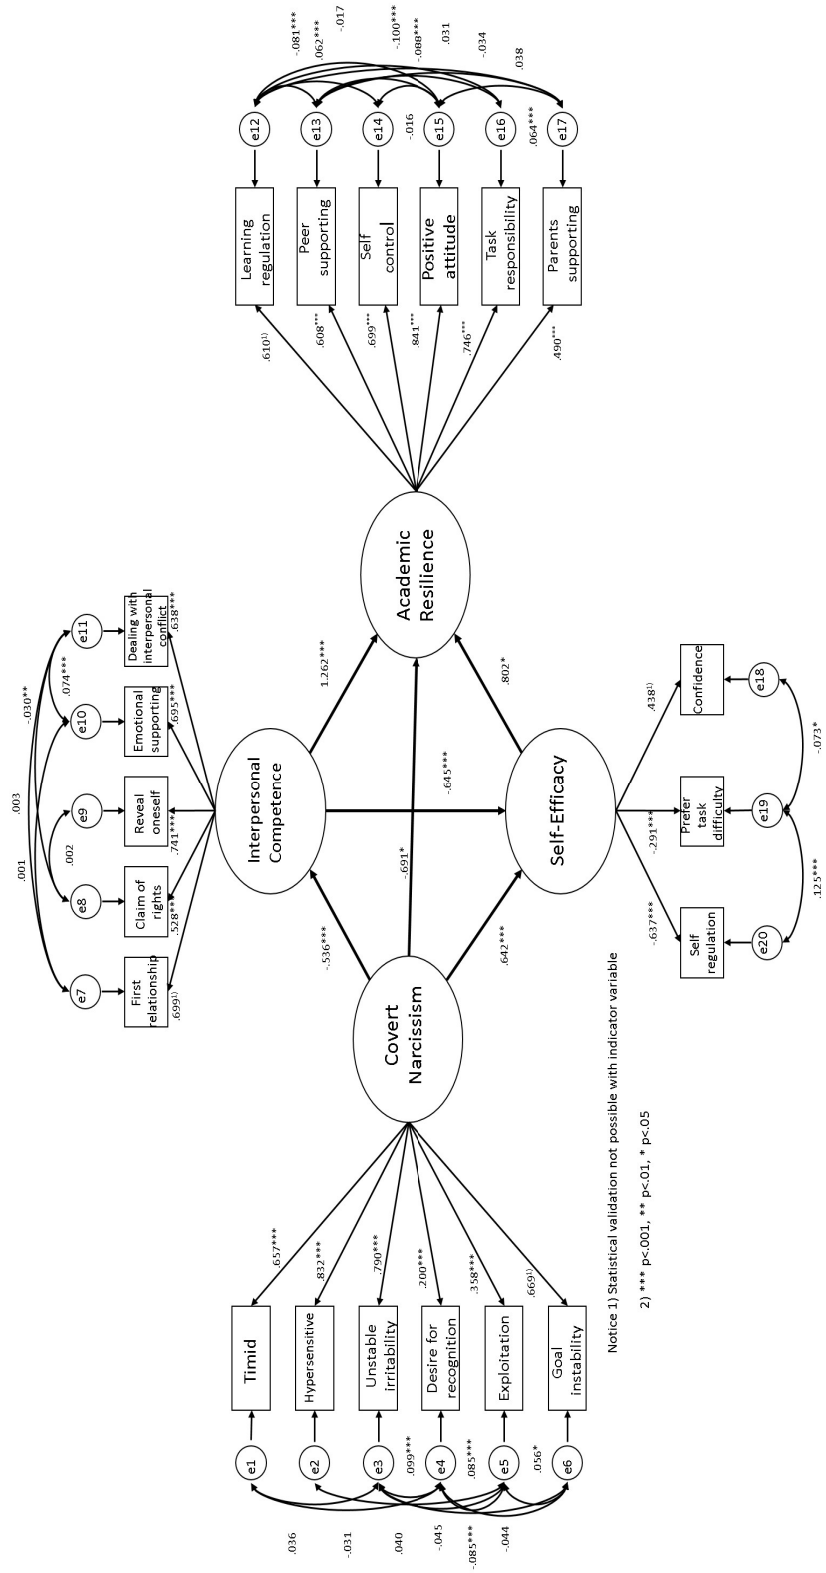 .001
.003
-.030**
.074***
.002
e7
e8
e9
e10
e11
First
relationship
Claim of
rights
Reveal
oneself
Emotional
supporting
Dealing with
interpersonal
conflict
.699¹⁾
.528***
.741***
.695***
.638***
.036
-.031
.040
-.045
-.085***
-.044
.099***
.085***
.056*
e1
e2
e3
e4
e5
e6
Timid
Hypersensitive
Unstable
irritability
Desire for
recognition
Exploitation
Goal
instability
.657***
.832***
.790***
.200***
.358***
.669¹⁾
Covert
Narcissism
-.536***
-.691*
.642***
Interpersonal
Competence
-.645***
Self-Efficacy
1.262***
.802*
Academic
Resilience
.610¹⁾
.608***
.699***
.841***
.746***
.490***
Learning
regulation
Peer
supporting
Self
control
Positive
attitude
Task
responsibility
Parents
supporting
e12
e13
e14
e15
e16
e17
-.016
.064***
-.081***
.062***
-.017
-.100***
-.088***
.031
-.034
.038
-.637***
-.291***
.438¹⁾
Self
regulation
Prefer
task
difficulty
Confidence
e20
e19
e18
.125***
-.073*
Notice 1) Statistical validation not possible with indicator variable
2) *** p<.001, ** p<.01, * p<.05